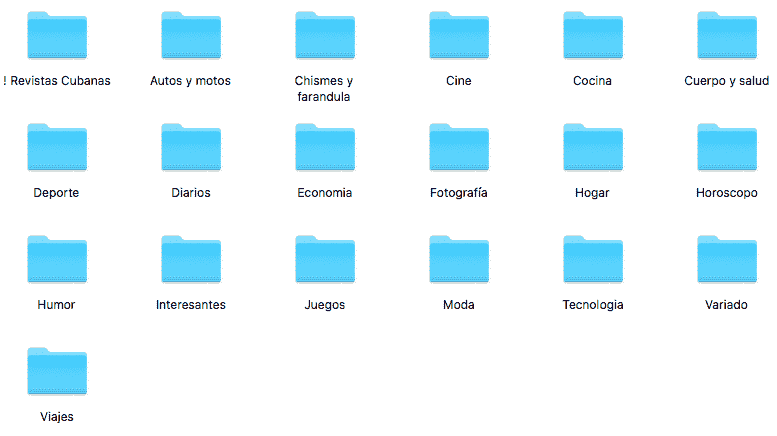 ! Revistas Cubanas
Autos y motos
Chismes y
farandula
Cine
Cocina
Cuerpo y salud
Deporte
Diarios
Economia
Fotografía
Hogar
Horoscopo
Humor
Interesantes
Juegos
Moda
Tecnologia
Variado
Viajes